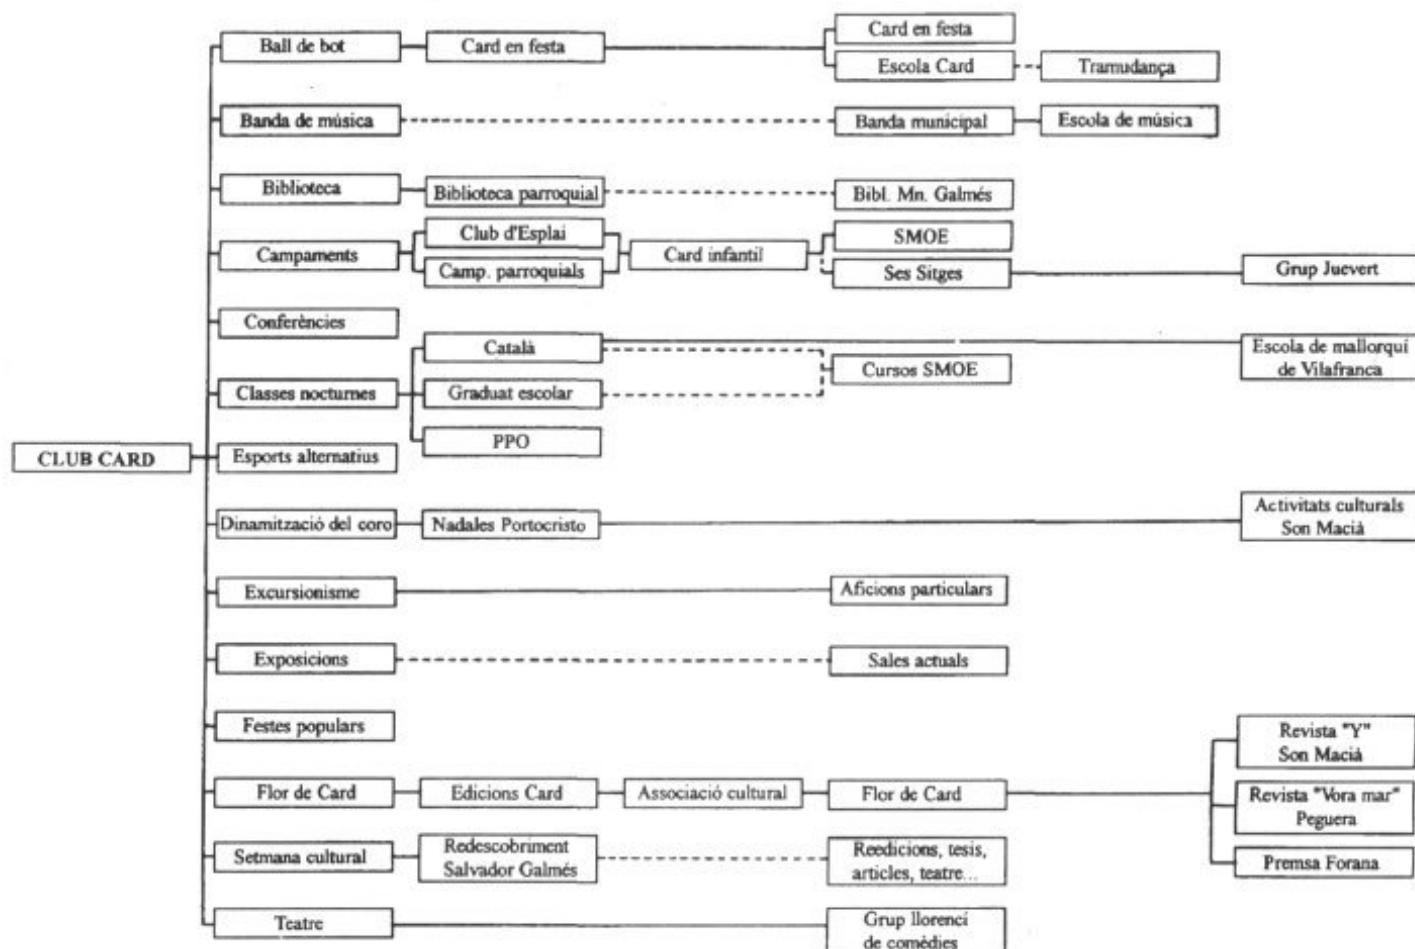 Ball de bot
Card en festa
Card en festa
Escola Card
Tramudança
Banda de música
Banda municipal
Escola de música
Biblioteca
Biblioteca parroquial
Bibl. Mn. Galmés
Campaments
Club d'Esplai
Camp. parroquials
Card infantil
SMOE
Ses Sitges
Grup Juevert
Conferències
Classes nocturnes
Català
Graduat escolar
PPO
Cursos SMOE
Escola de mallorquí
de Vilafranca
CLUB CARD
Esports alternatius
Dinamització del coro
Nadales Portocristo
Activitats culturals
Son Macià
Excursionisme
Aficions particulars
Exposicions
Sales actuals
Festes populars
Flor de Card
Edicions Card
Associació cultural
Flor de Card
Revista "Y"
Son Macià
Revista "Vora mar"
Peguera
Premsa Forana
Setmana cultural
Redescobriment
Salvador Galmés
Reedicions, tesis,
articles, teatre...
Teatre
Grup llorencí
de comèdies